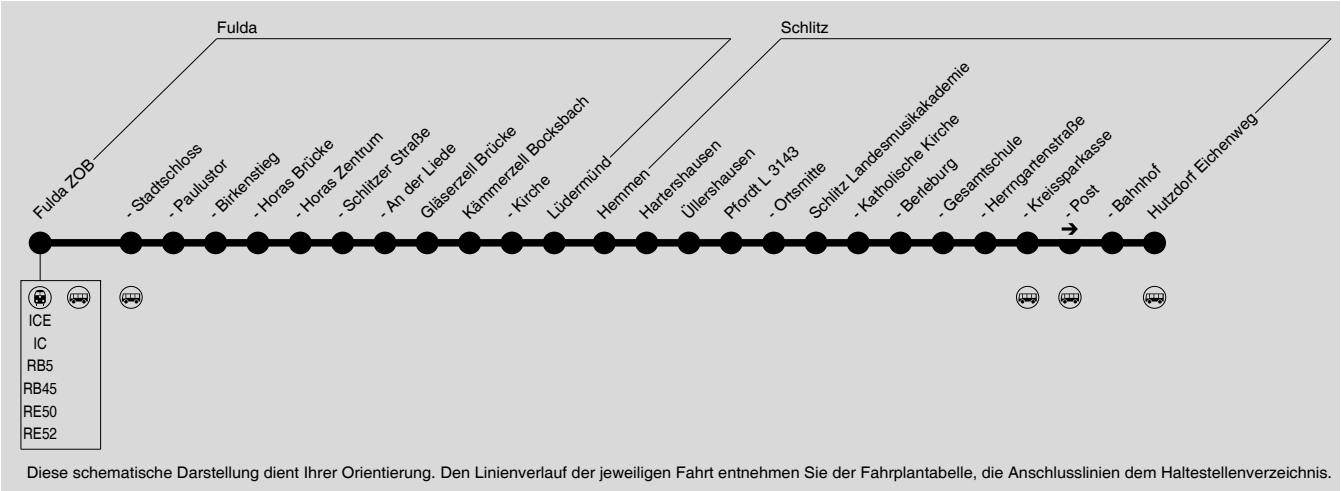 Fulda
Schlitz
Fulda ZOB
- Stadtschloss
- Paulustor
- Birkenstieg
- Horas Brücke
- Horas Zentrum
- Schlitzer Straße
- An der Liede
Gläserzell Brücke
Kämmerzell Bocksbach
- Kirche
Lüdermünd
Hemmen
Hartershausen
Üllershausen
Pfordt L 3143
- Ortsmitte
Schlitz Landesmusikakademie
- Katholische Kirche
- Berleburg
- Gesamtschule
- Herrngartenstraße
- Kreissparkasse
- Post
- Bahnhof
Hutzdorf Eichenweg
ICE
IC
RB5
RB45
RE50
RE52
Diese schematische Darstellung dient Ihrer Orientierung. Den Linienverlauf der jeweiligen Fahrt entnehmen Sie der Fahrplantabelle, die Anschlusslinien dem Haltestellenverzeichnis.